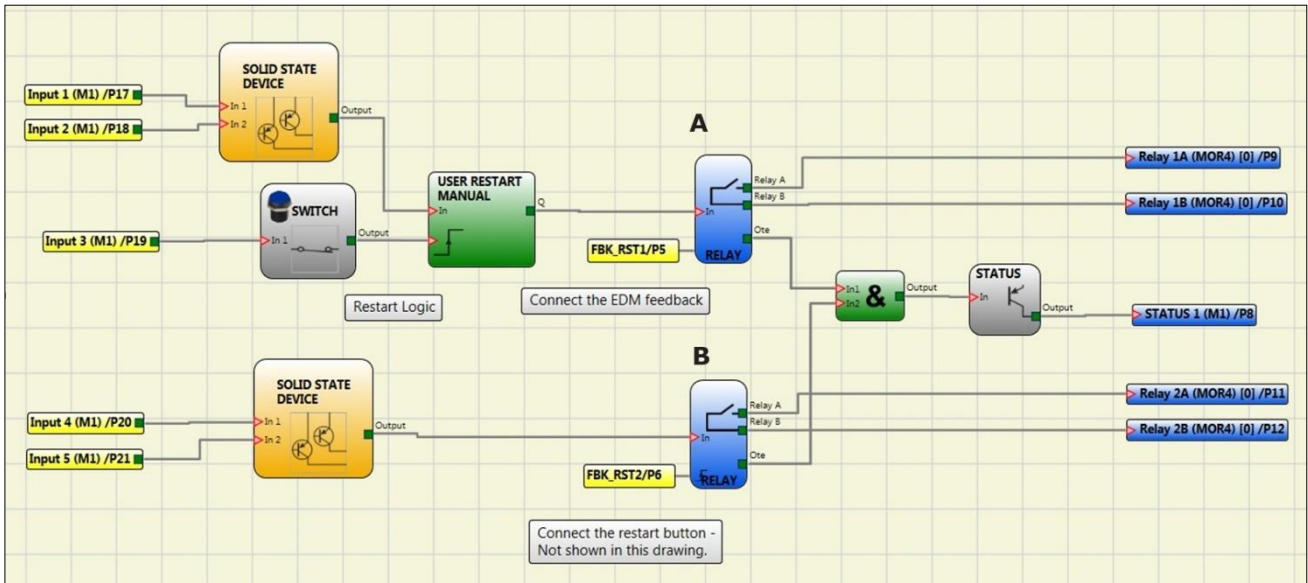 SOLID STATE
DEVICE
Input 1 (M1) /P17
Input 2 (M1) /P18
In 1
In 2
Output
SWITCH
Input 3 (M1) /P19
In 1
Output
USER RESTART
MANUAL
In
Q
Restart Logic
A
In
Relay A
Relay B
Ote
RELAY
FBK_RST1/P5
Connect the EDM feedback
Relay 1A (MOR4) [0] /P9
Relay 1B (MOR4) [0] /P10
In1
In2
&
Output
STATUS
In
Output
STATUS 1 (M1) /P8
SOLID STATE
DEVICE
Input 4 (M1) /P20
Input 5 (M1) /P21
In 1
In 2
Output
B
In
Relay A
Relay B
Ote
RELAY
FBK_RST2/P6
Relay 2A (MOR4) [0] /P11
Relay 2B (MOR4) [0] /P12
Connect the restart button -
Not shown in this drawing.